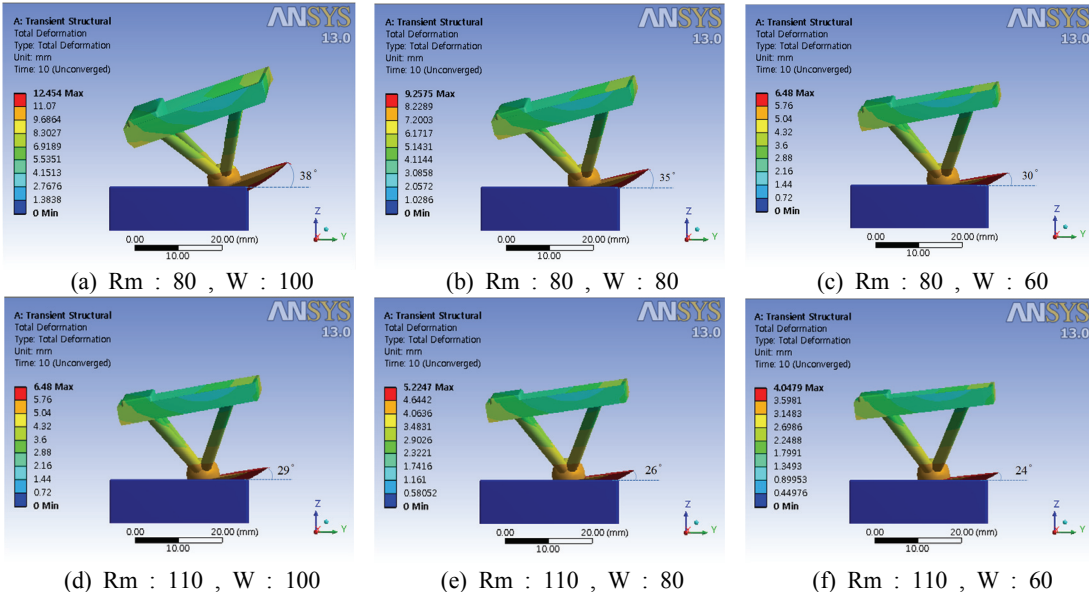 ANSYS
13.0
A: Transient Structural
Total Deformation
Type: Total Deformation
Unit: mm
Time: 10 (Unconverged)
12.454 Max
11.07
9.6864
8.3027
6.9189
5.5351
4.1513
2.7676
1.3838
0 Min
38°
0.00
20.00 (mm)
10.00
Z
Y
(a) Rm : 80 , W : 100
ANSYS
13.0
A: Transient Structural
Total Deformation
Type: Total Deformation
Unit: mm
Time: 10 (Unconverged)
9.2575 Max
8.2289
7.2003
6.1717
5.1431
4.1144
3.0858
2.0572
1.0286
0 Min
35°
0.00
20.00 (mm)
10.00
Z
Y
(b) Rm : 80 , W : 80
ANSYS
13.0
A: Transient Structural
Total Deformation
Type: Total Deformation
Unit: mm
Time: 10 (Unconverged)
6.48 Max
5.76
5.04
4.32
3.6
2.88
2.16
1.44
0.72
0 Min
30°
0.00
20.00 (mm)
10.00
Z
Y
(c) Rm : 80 , W : 60
ANSYS
13.0
A: Transient Structural
Total Deformation
Type: Total Deformation
Unit: mm
Time: 10 (Unconverged)
6.48 Max
5.76
5.04
4.32
3.6
2.88
2.16
1.44
0.72
0 Min
29°
0.00
20.00 (mm)
10.00
Z
Y
(d) Rm : 110 , W : 100
ANSYS
13.0
A: Transient Structural
Total Deformation
Type: Total Deformation
Unit: mm
Time: 10 (Unconverged)
5.2247 Max
4.6442
4.0636
3.4831
2.9026
2.3221
1.7416
1.161
0.58052
0 Min
26°
0.00
20.00 (mm)
10.00
Z
Y
(e) Rm : 110 , W : 80
ANSYS
13.0
A: Transient Structural
Total Deformation
Type: Total Deformation
Unit: mm
Time: 10 (Unconverged)
4.0479 Max
3.5981
3.1483
2.6986
2.2488
1.7991
1.3493
0.89953
0.44976
0 Min
24°
0.00
20.00 (mm)
10.00
Z
Y
(f) Rm : 110 , W : 60